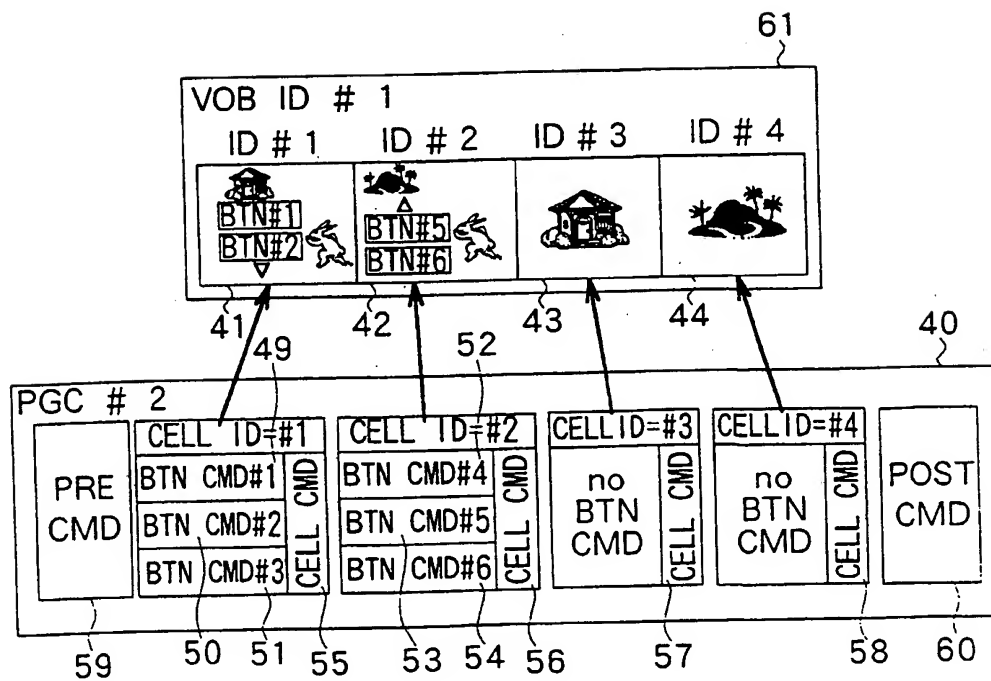 61
VOB ID # 1
ID # 1 ID # 2 ID # 3 ID # 4
BTN#1
BTN#2
BTN#5
BTN#6
41 42 43 44
49 52 40
PGC # 2
PRE
CMD
CELL ID=#1
BTN CMD#1
BTN CMD#2
BTN CMD#3
CELL CMD
CELL ID=#2
BTN CMD#4
BTN CMD#5
BTN CMD#6
CELL CMD
CELL ID=#3
no
BTN
CMD
CELL CMD
CELL ID=#4
no
BTN
CMD
CELL CMD
POST
CMD
59 50 51 55 53 54 56 57 58 60